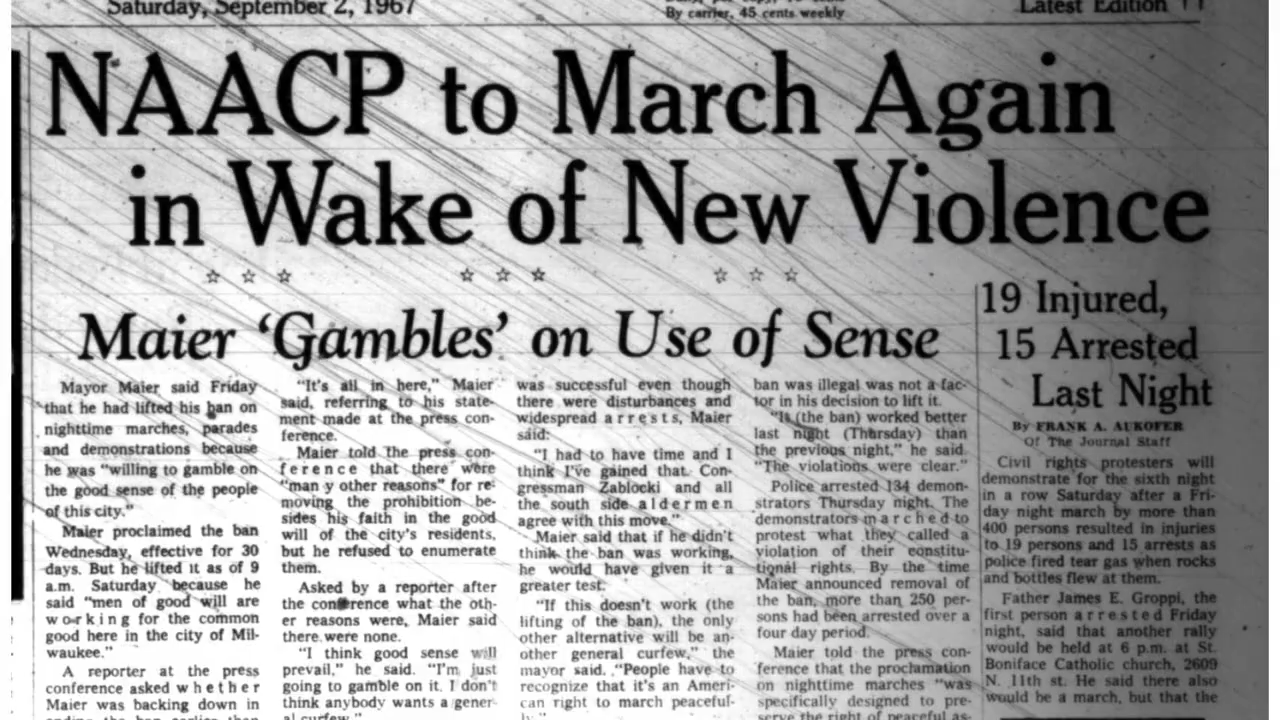 Saturday, September 2, 1967
By carrier, 45 cents weekly
Latest Edition
NAACP to March Again
in Wake of New Violence
☆ ☆ ☆ ☆ ☆ ☆ ☆ ☆ ☆
Maier ‘Gambles’ on Use of Sense
Mayor Maier said Friday
that he had lifted his ban on
nighttime marches, parades
and demonstrations because
he was “willing to gamble on
the good sense of the people
of this city.”
Maier proclaimed the ban
Wednesday, effective for 30
days. But he lifted it as of 9
a.m. Saturday because he
said “men of good will are
working for the common
good here in the city of Mil-
waukee.”
A reporter at the press
conference asked whether
Maier was backing down in
“It’s all in here,” Maier
said, referring to his state-
ment made at the press con-
ference.
Maier told the press con-
ference that there were
“many other reasons” for re-
moving the prohibition be-
sides his faith in the good
will of the city’s residents,
but he refused to enumerate
them.
Asked by a reporter after
the conference what the oth-
er reasons were, Maier said
there were none.
“I think good sense will
prevail,” he said. “I’m just
going to gamble on it. I don’t
think anybody wants a gener-
al curfew.”
was successful even though
there were disturbances and
widespread arrests, Maier
said:
“I had to have time and I
think I’ve gained that. Con-
gressman Zablocki and all
the south side aldermen
agree with this move.”
Maier said that if he didn’t
think the ban was working,
he would have given it a
greater test.
“If this doesn’t work (the
lifting of the ban), the only
other alternative will be an-
other general curfew,” the
mayor said. “People have to
recognize that it’s an Ameri-
can right to march peaceful-
ly.”
ban was illegal was not a fac-
tor in his decision to lift it.
“It (the ban) worked better
last night (Thursday) than
the previous night,” he said.
“The violations were clear.”
Police arrested 134 demon-
strators Thursday night. The
demonstrators marched to
protest what they called a
violation of their constitu-
tional rights. By the time
Maier announced removal of
the ban, more than 250 per-
sons had been arrested over a
four day period.
Maier told the press con-
ference that the proclamation
on nighttime marches “was
specifically designed to pre-
serve the right of peaceful as-
19 Injured,
15 Arrested
Last Night
By FRANK A. AUKOFER
Of The Journal Staff
Civil rights protesters will
demonstrate for the sixth night
in a row Saturday after a Fri-
day night march by more than
400 persons resulted in injuries
to 19 persons and 15 arrests as
police fired tear gas when rocks
and bottles flew at them.
Father James E. Groppi, the
first person arrested Friday
night, said that another rally
would be held at 6 p.m. at St.
Boniface Catholic church, 2609
N. 11th st. He said there also
would be a march, but that the